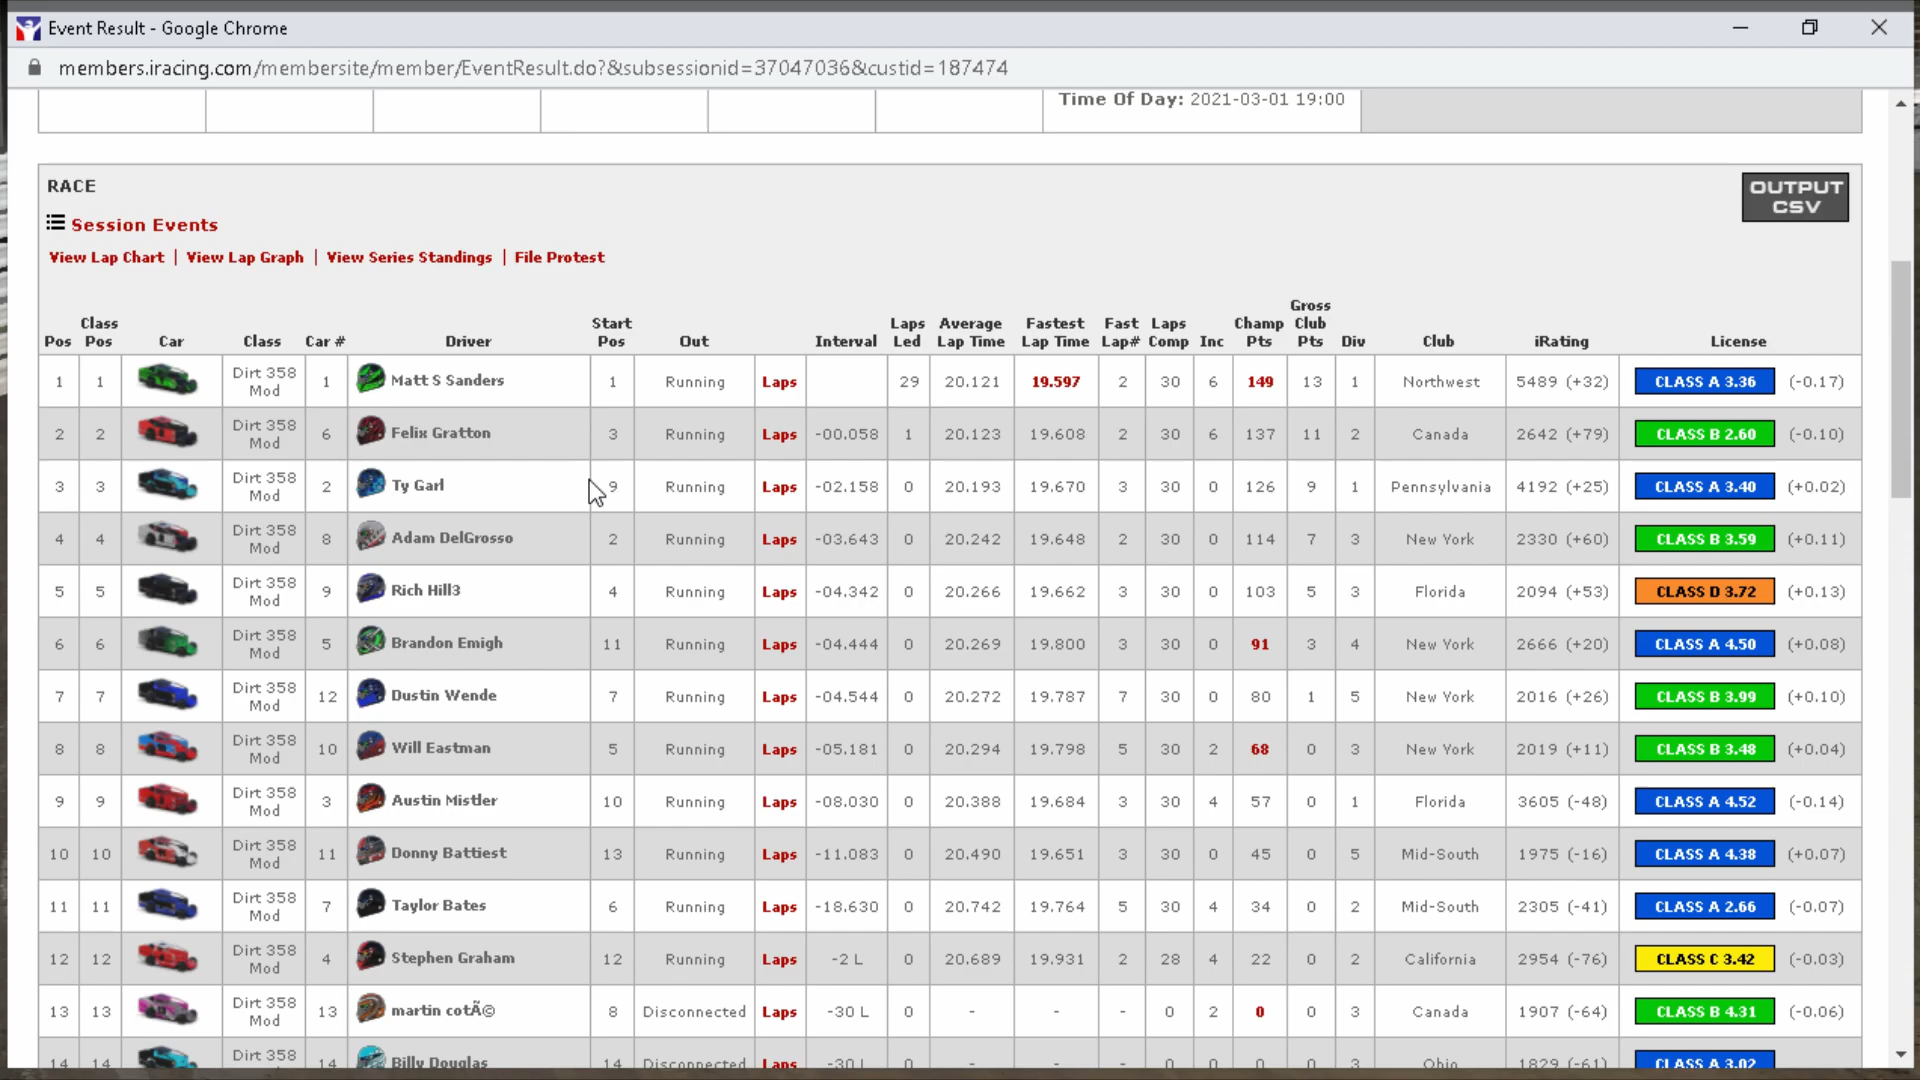 Event Result - Google Chrome
members.iracing.com/membersite/member/EventResult.do?&subsessionid=37047036&custid=187474
Time Of Day: 2021-03-01 19:00
RACE
OUTPUT CSV
Session Events
View Lap Chart | View Lap Graph | View Series Standings | File Protest
Pos Class Pos Car Class Car # Driver Start Pos Out Interval Laps Led Average Lap Time Fastest Lap Time Fast Lap# Laps Comp Inc Champ Pts Gross Club Pts Div Club iRating License
1 1 Dirt 358 Mod 1 Matt S Sanders 1 Running Laps 29 20.121 19.597 2 30 6 149 13 1 Northwest 5489 (+32) CLASS A 3.36 (-0.17)
2 2 Dirt 358 Mod 6 Felix Gratton 3 Running Laps -00.058 1 20.123 19.608 2 30 6 137 11 2 Canada 2642 (+79) CLASS B 2.60 (-0.10)
3 3 Dirt 358 Mod 2 Ty Garl 9 Running Laps -02.158 0 20.193 19.670 3 30 0 126 9 1 Pennsylvania 4192 (+25) CLASS A 3.40 (+0.02)
4 4 Dirt 358 Mod 8 Adam DelGrosso 2 Running Laps -03.643 0 20.242 19.648 2 30 0 114 7 3 New York 2330 (+60) CLASS B 3.59 (+0.11)
5 5 Dirt 358 Mod 9 Rich Hill3 4 Running Laps -04.342 0 20.266 19.662 3 30 0 103 5 3 Florida 2094 (+53) CLASS D 3.72 (+0.13)
6 6 Dirt 358 Mod 5 Brandon Emigh 11 Running Laps -04.444 0 20.269 19.800 3 30 0 91 3 4 New York 2666 (+20) CLASS A 4.50 (+0.08)
7 7 Dirt 358 Mod 12 Dustin Wende 7 Running Laps -04.544 0 20.272 19.787 7 30 0 80 1 5 New York 2016 (+26) CLASS B 3.99 (+0.10)
8 8 Dirt 358 Mod 10 Will Eastman 5 Running Laps -05.181 0 20.294 19.798 5 30 2 68 0 3 New York 2019 (+11) CLASS B 3.48 (+0.04)
9 9 Dirt 358 Mod 3 Austin Mistler 10 Running Laps -08.030 0 20.388 19.684 3 30 4 57 0 1 Florida 3605 (-48) CLASS A 4.52 (-0.14)
10 10 Dirt 358 Mod 11 Donny Battiest 13 Running Laps -11.083 0 20.490 19.651 3 30 0 45 0 5 Mid-South 1975 (-16) CLASS A 4.38 (+0.07)
11 11 Dirt 358 Mod 7 Taylor Bates 6 Running Laps -18.630 0 20.742 19.764 5 30 4 34 0 2 Mid-South 2305 (-41) CLASS A 2.66 (-0.07)
12 12 Dirt 358 Mod 4 Stephen Graham 12 Running Laps -2 L 0 20.689 19.931 2 28 4 22 0 2 California 2954 (-76) CLASS C 3.42 (-0.03)
13 13 Dirt 358 Mod 13 martin cotÃ© 8 Disconnected Laps -30 L 0 - - - 0 2 0 0 3 Canada 1907 (-64) CLASS B 4.31 (-0.06)
14 14 Dirt 358 14 Billy Douglas 14 Disconnected Laps -30 L 0 - - - 0 0 0 0 3 Ohio 1829 (-61) CLASS A 3.02